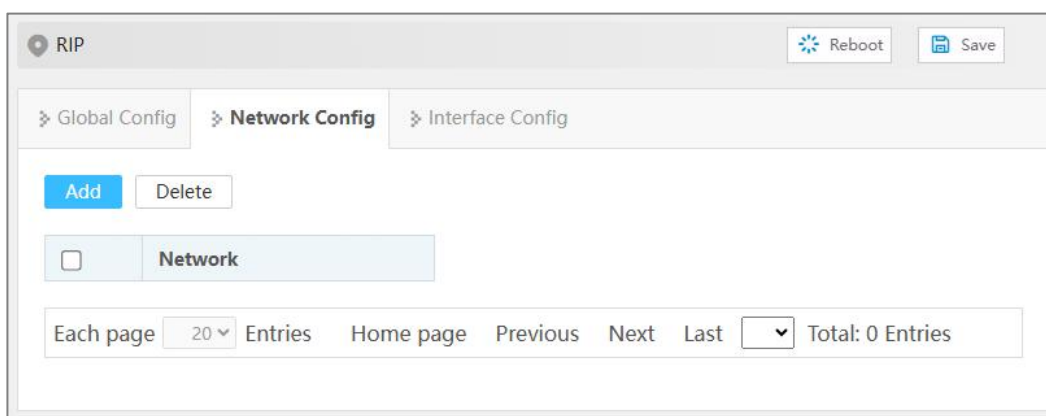 RIP Reboot Save
Global Config Network Config Interface Config
Add Delete
Network
Each page 20 Entries Home page Previous Next Last Total: 0 Entries